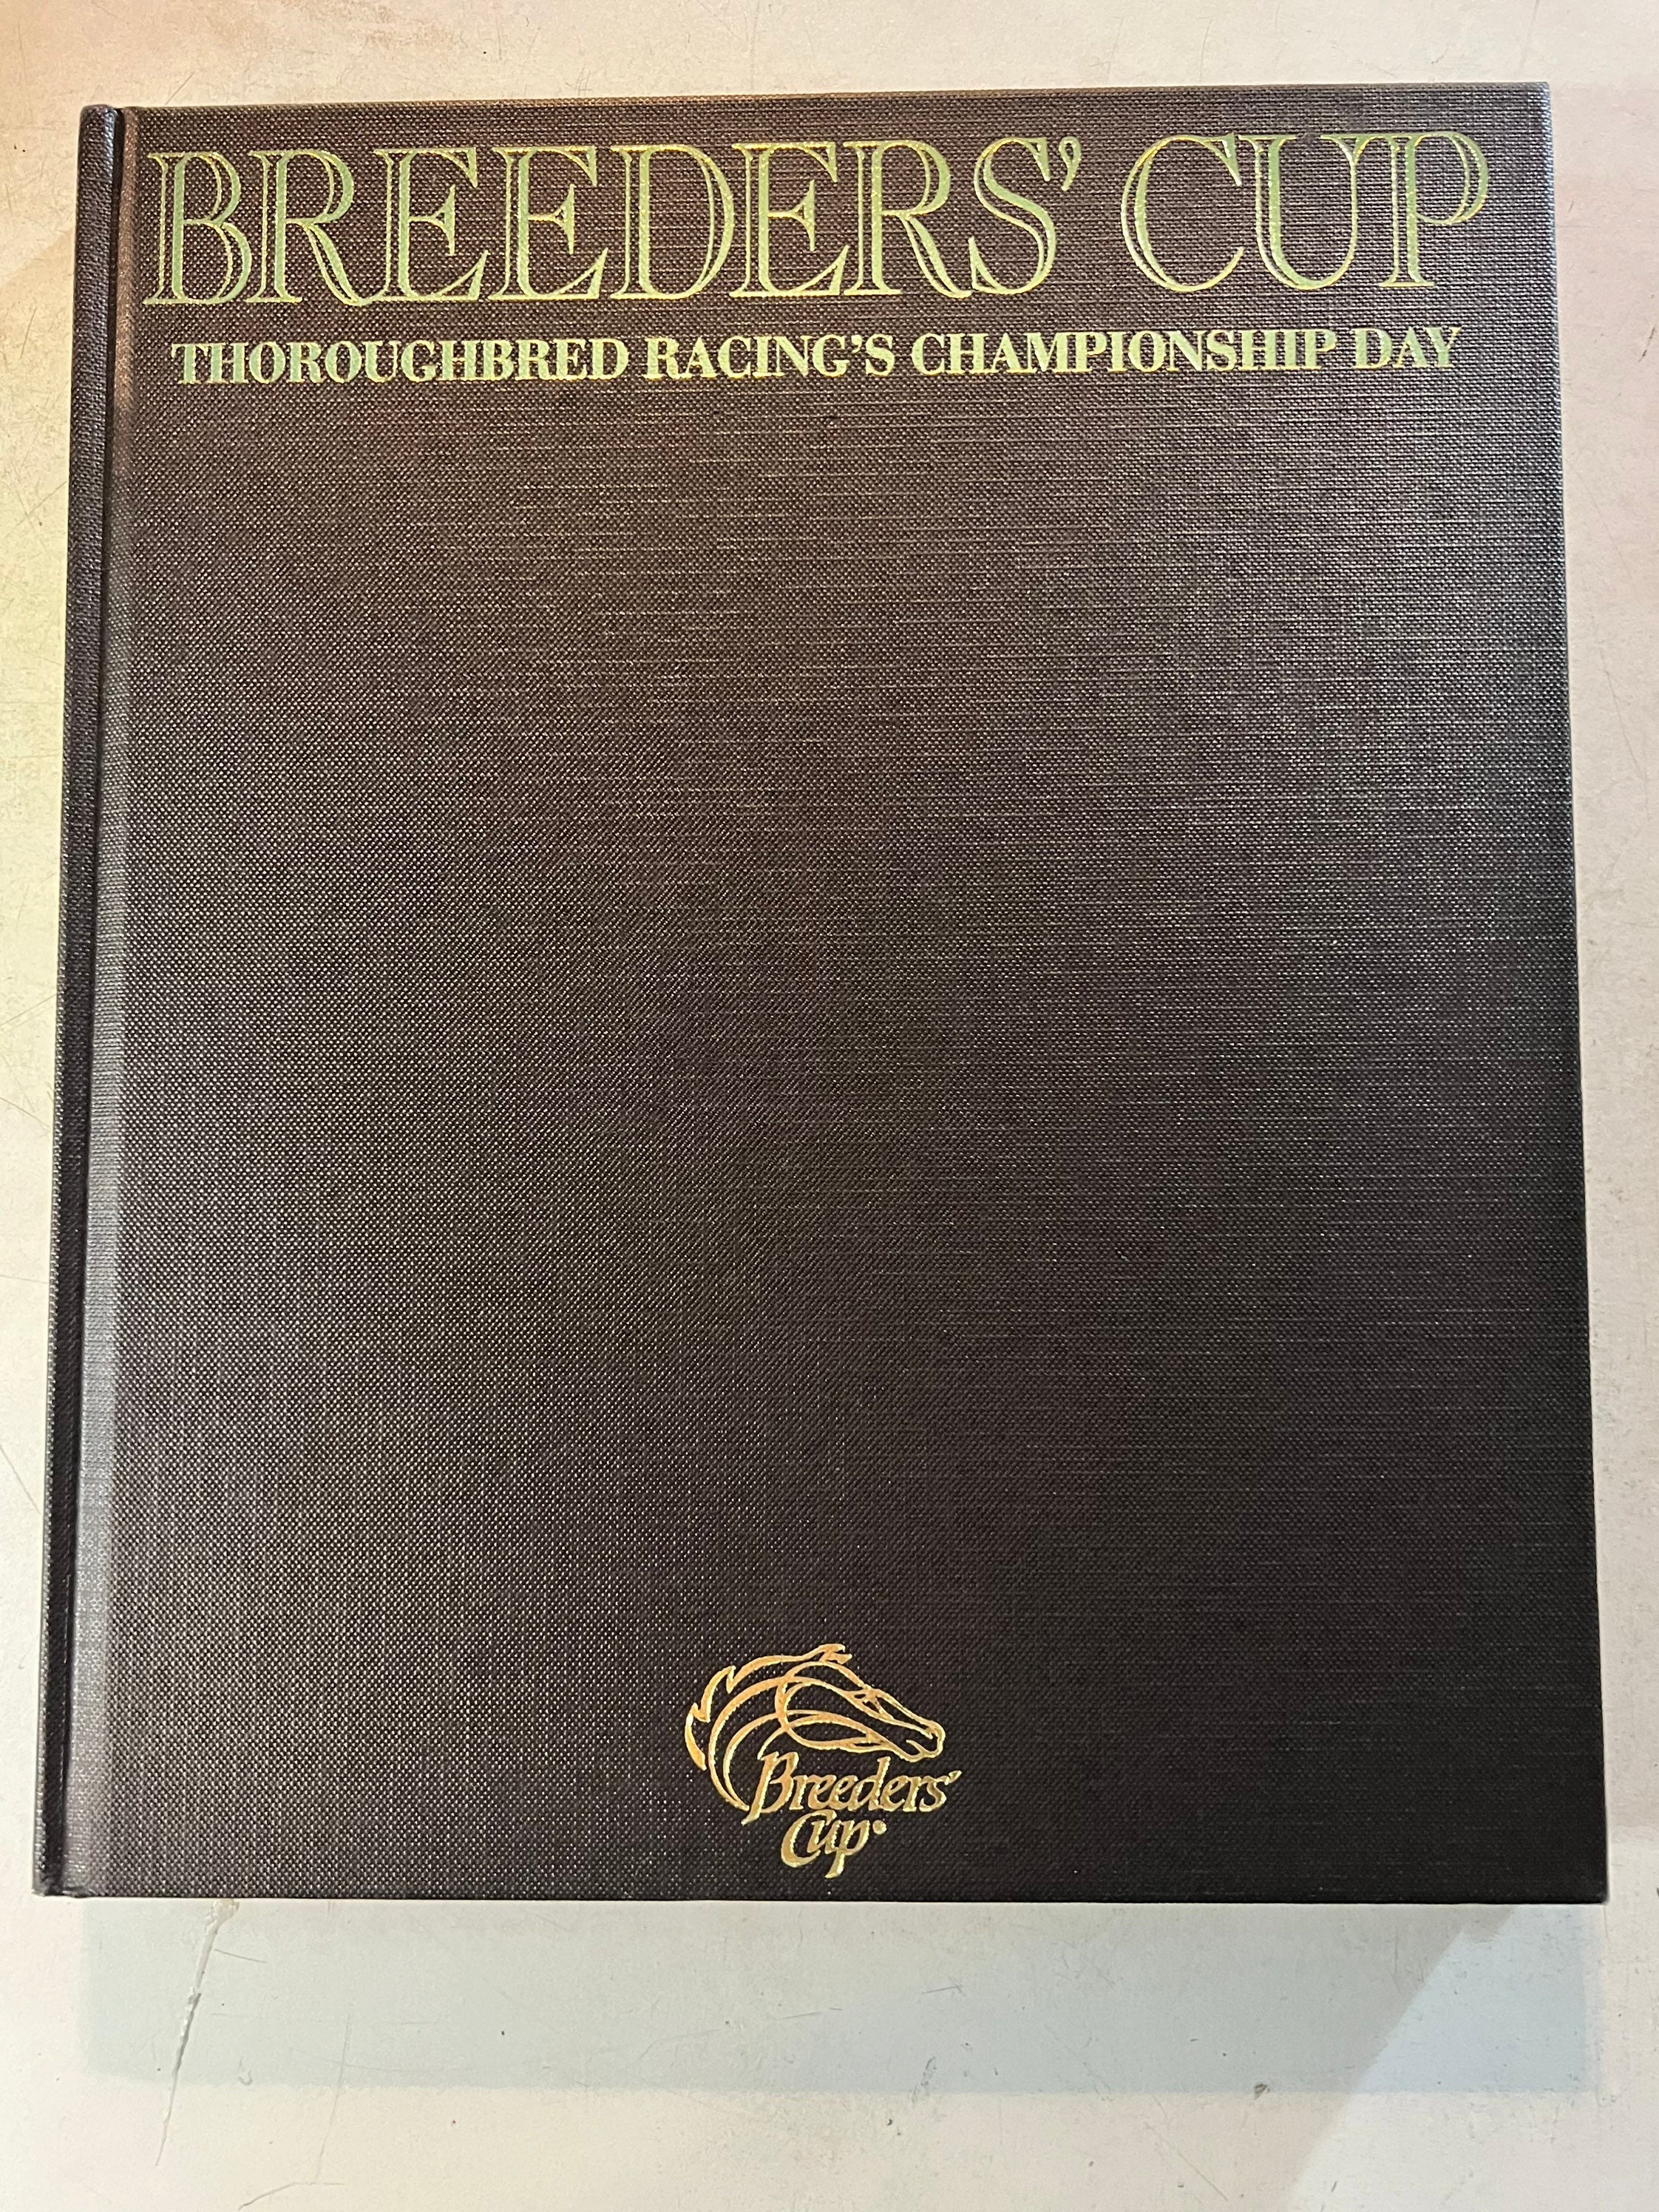 BREEDERS' CUP
THOROUGHBRED RACING'S CHAMPIONSHIP DAY
Breeders'
Cup